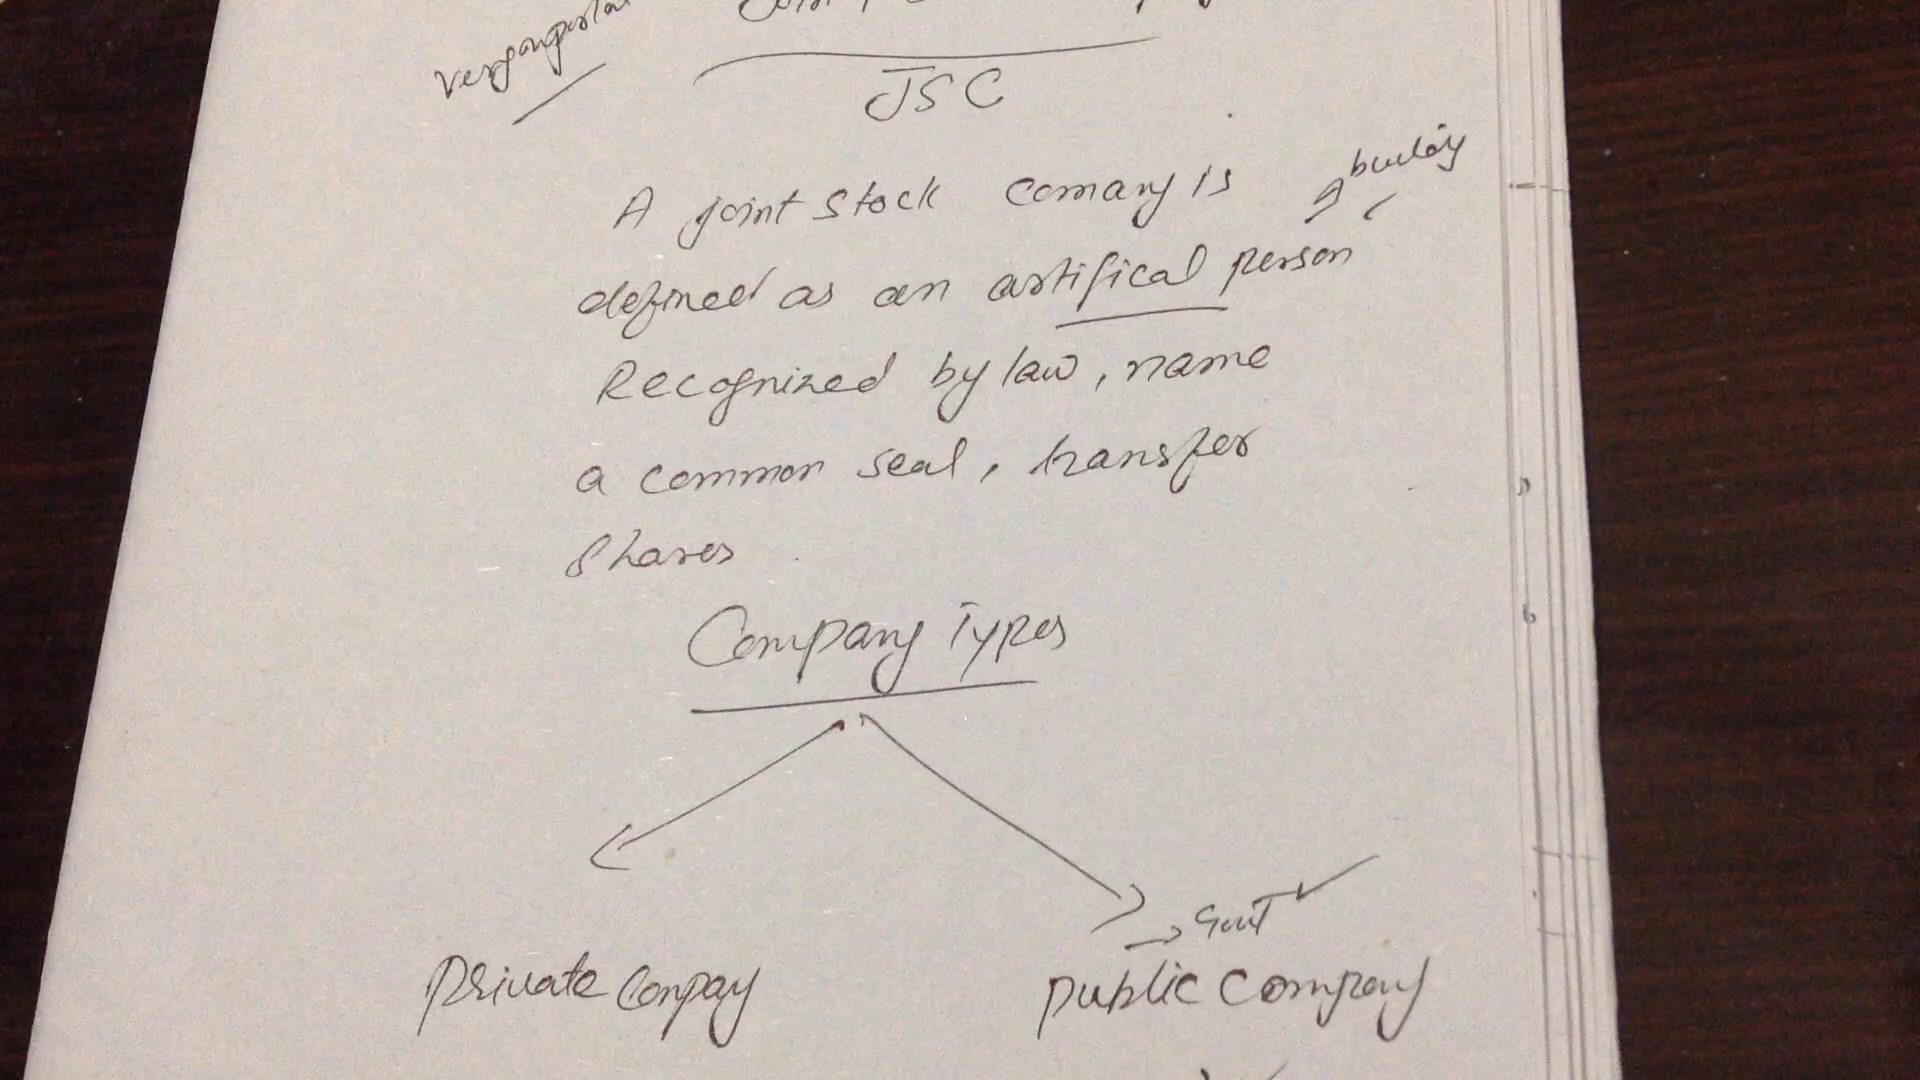 JSC
A joint stock comany is
defined as an artifical person
Recognized by law, name
a common seal, transfer
shares
Company Types
→ Govt
Private Conpay
public company